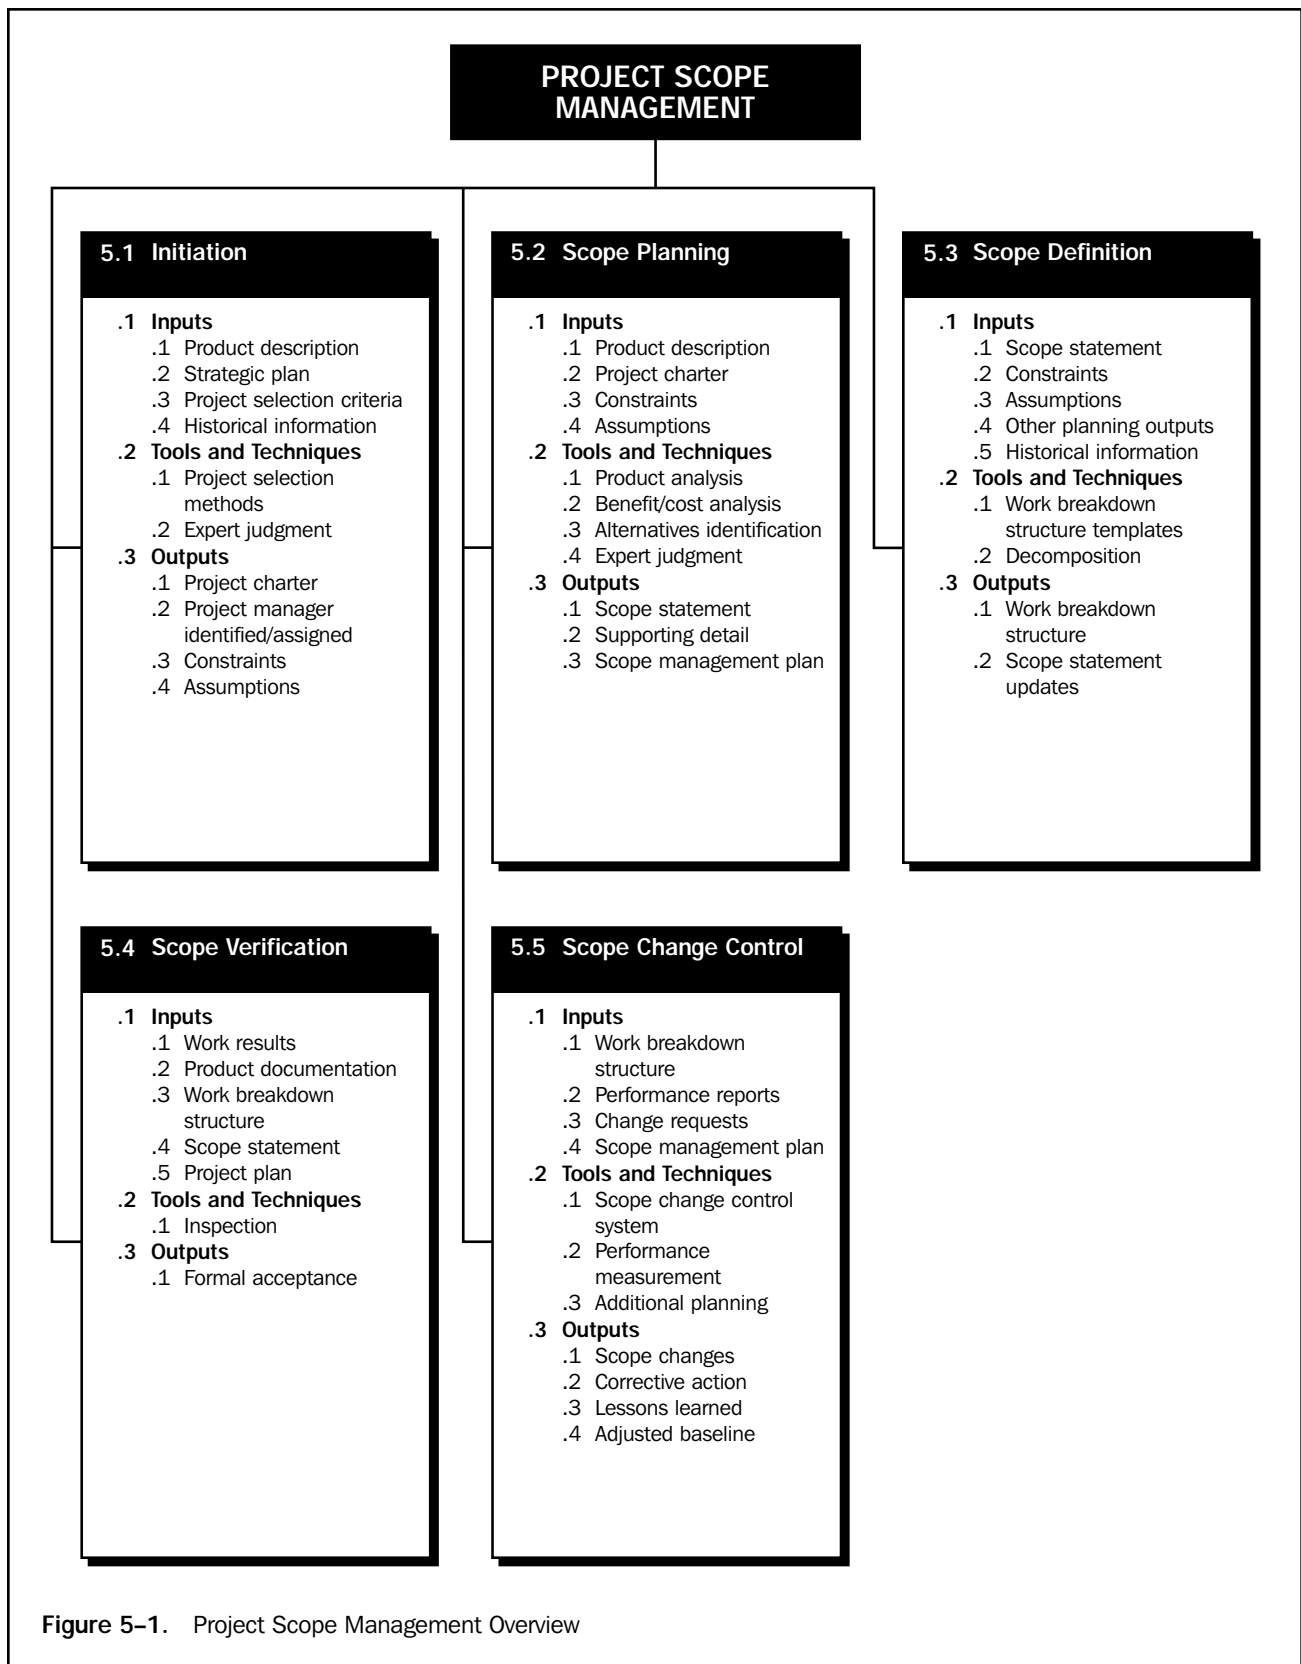 PROJECT SCOPE
MANAGEMENT
5.1 Initiation
.1 Inputs
.1 Product description
.2 Strategic plan
.3 Project selection criteria
.4 Historical information
.2 Tools and Techniques
.1 Project selection
methods
.2 Expert judgment
.3 Outputs
.1 Project charter
.2 Project manager
identified/assigned
.3 Constraints
.4 Assumptions
5.2 Scope Planning
.1 Inputs
.1 Product description
.2 Project charter
.3 Constraints
.4 Assumptions
.2 Tools and Techniques
.1 Product analysis
.2 Benefit/cost analysis
.3 Alternatives identification
.4 Expert judgment
.3 Outputs
.1 Scope statement
.2 Supporting detail
.3 Scope management plan
5.3 Scope Definition
.1 Inputs
.1 Scope statement
.2 Constraints
.3 Assumptions
.4 Other planning outputs
.5 Historical information
.2 Tools and Techniques
.1 Work breakdown
structure templates
.2 Decomposition
.3 Outputs
.1 Work breakdown
structure
.2 Scope statement
updates
5.4 Scope Verification
.1 Inputs
.1 Work results
.2 Product documentation
.3 Work breakdown
structure
.4 Scope statement
.5 Project plan
.2 Tools and Techniques
.1 Inspection
.3 Outputs
.1 Formal acceptance
5.5 Scope Change Control
.1 Inputs
.1 Work breakdown
structure
.2 Performance reports
.3 Change requests
.4 Scope management plan
.2 Tools and Techniques
.1 Scope change control
system
.2 Performance
measurement
.3 Additional planning
.3 Outputs
.1 Scope changes
.2 Corrective action
.3 Lessons learned
.4 Adjusted baseline
Figure 5–1. Project Scope Management Overview